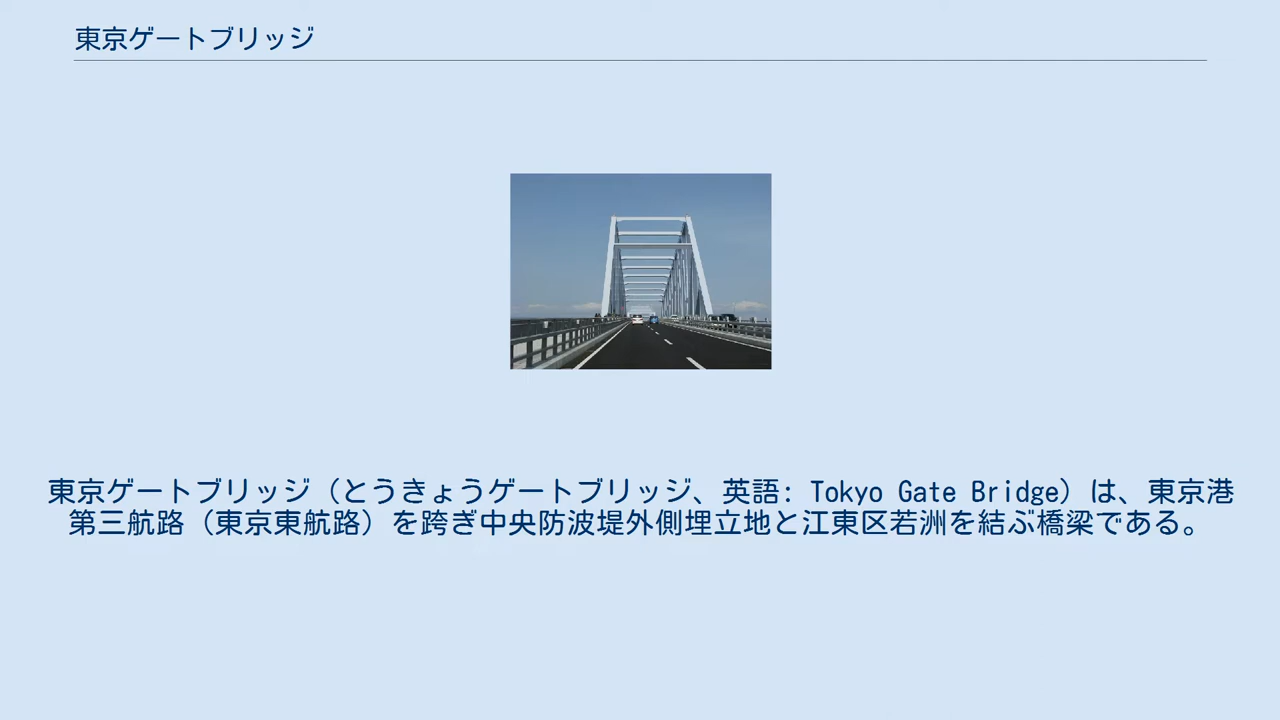 東京ゲートブリッジ
東京ゲートブリッジ（とうきょうゲートブリッジ、英語: Tokyo Gate Bridge）は、東京港
第三航路（東京東航路）を跨ぎ中央防波堤外側埋立地と江東区若洲を結ぶ橋梁である。